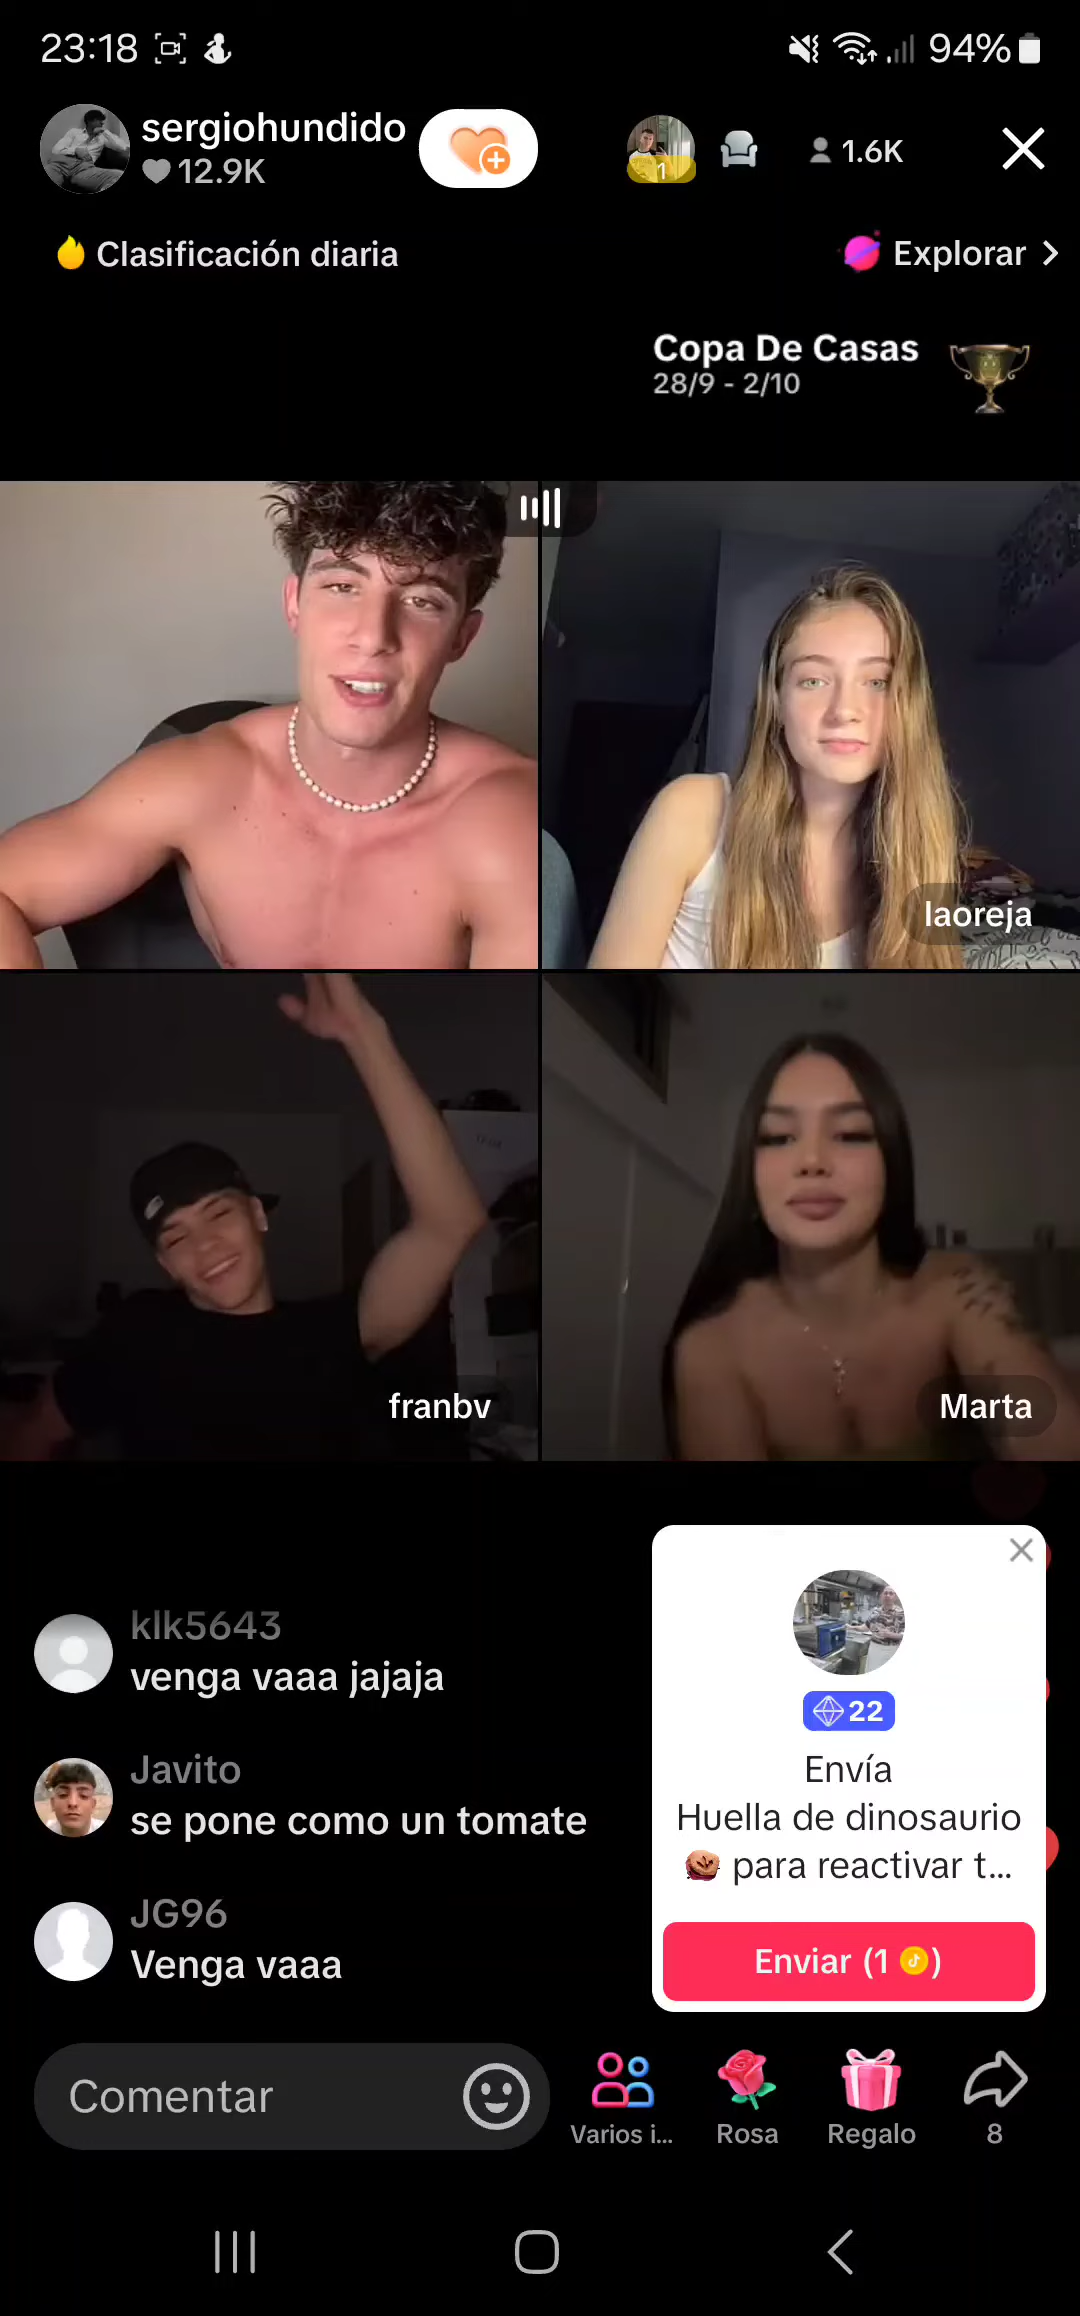 23:18
94%
sergiohundido
12.9K
1
1.6K
Clasificación diaria
Explorar
Copa De Casas
28/9 - 2/10
laoreja
franbv
Marta
klk5643
venga vaaa jajaja
Javito
se pone como un tomate
JG96
Venga vaaa
22
Envía
Huella de dinosaurio
para reactivar t...
Enviar (1 )
Comentar
Varios i...
Rosa
Regalo
8